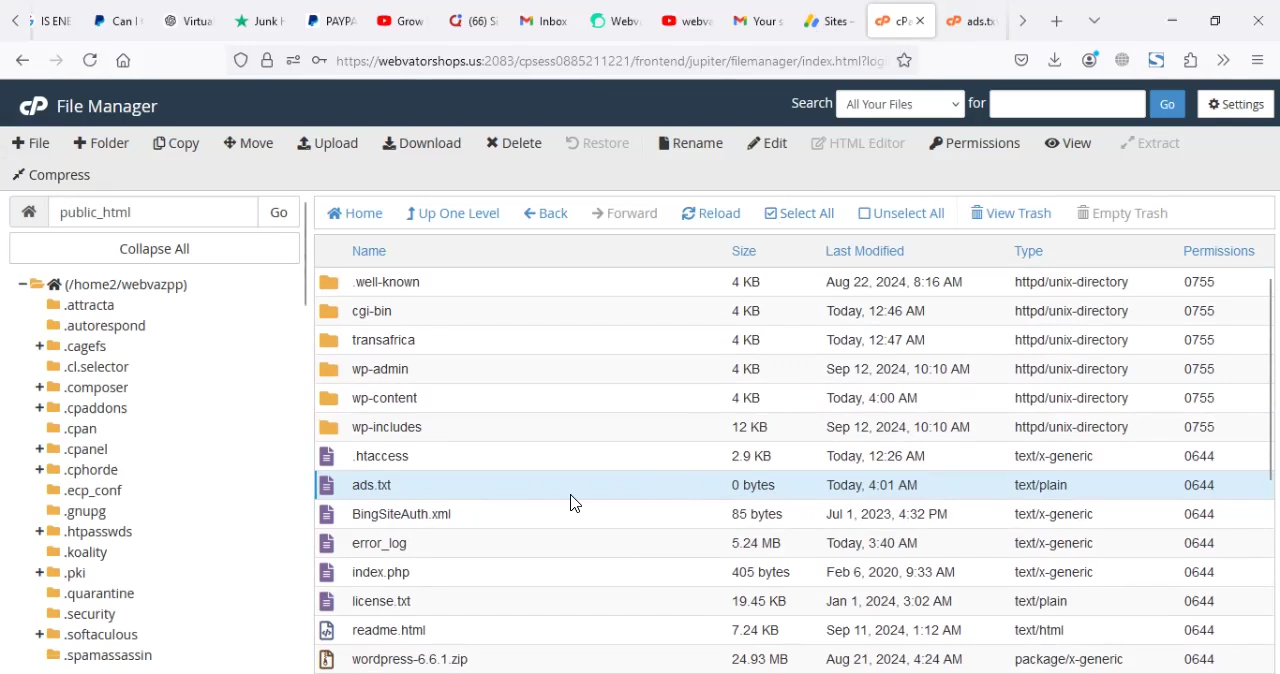 IS ENE
Can I
Virtua
Junk
PAYPA
Grow
(66) Si
Inbox
Webv
webva
Your s
Sites -
cPa
ads.tx
https://webvatorshops.us:2083/cpsess0885211221/frontend/jupiter/filemanager/index.html?log
cP File Manager
Search All Your Files for Go Settings
File Folder Copy Move Upload Download Delete Restore Rename Edit HTML Editor Permissions View Extract
Compress
public_html Go
Home Up One Level Back Forward Reload Select All Unselect All View Trash Empty Trash
Collapse All
(/home2/webvazpp)
.attracta
.autorespond
.cagefs
.cl.selector
.composer
.cpaddons
.cpan
.cpanel
.cphorde
.ecp_conf
.gnupg
.htpasswds
.koality
.pki
.quarantine
.security
.softaculous
.spamassassin
Name Size Last Modified Type Permissions
.well-known 4 KB Aug 22, 2024, 8:16 AM httpd/unix-directory 0755
cgi-bin 4 KB Today, 12:46 AM httpd/unix-directory 0755
transafrica 4 KB Today, 12:47 AM httpd/unix-directory 0755
wp-admin 4 KB Sep 12, 2024, 10:10 AM httpd/unix-directory 0755
wp-content 4 KB Today, 4:00 AM httpd/unix-directory 0755
wp-includes 12 KB Sep 12, 2024, 10:10 AM httpd/unix-directory 0755
.htaccess 2.9 KB Today, 12:26 AM text/x-generic 0644
ads.txt 0 bytes Today, 4:01 AM text/plain 0644
BingSiteAuth.xml 85 bytes Jul 1, 2023, 4:32 PM text/x-generic 0644
error_log 5.24 MB Today, 3:40 AM text/x-generic 0644
index.php 405 bytes Feb 6, 2020, 9:33 AM text/x-generic 0644
license.txt 19.45 KB Jan 1, 2024, 3:02 AM text/plain 0644
readme.html 7.24 KB Sep 11, 2024, 1:12 AM text/html 0644
wordpress-6.6.1.zip 24.93 MB Aug 21, 2024, 4:24 AM package/x-generic 0644